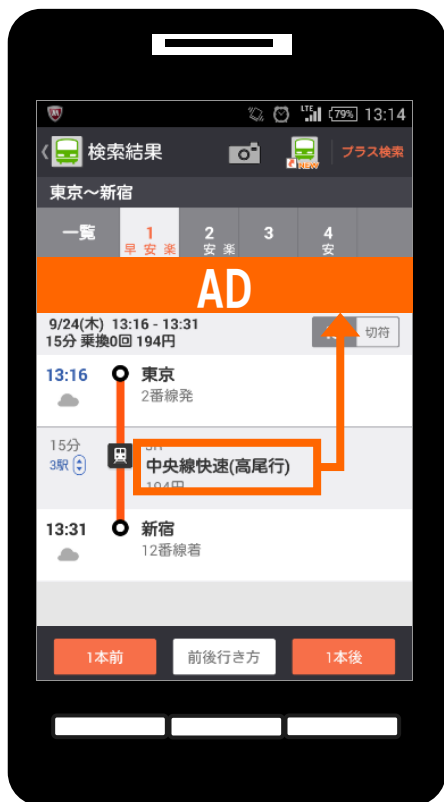 LTE 79% 13:14
検索結果 NEW プラス検索
東京～新宿
一覧 1 2 3 4
早 安 楽 安 楽 安
AD
9/24(木) 13:16 - 13:31
15分 乗換0回 194円 切符
13:16 東京
2番線発
15分
3駅 中央線快速(高尾行)
194円
13:31 新宿
12番線着
1本前 前後行き方 1本後